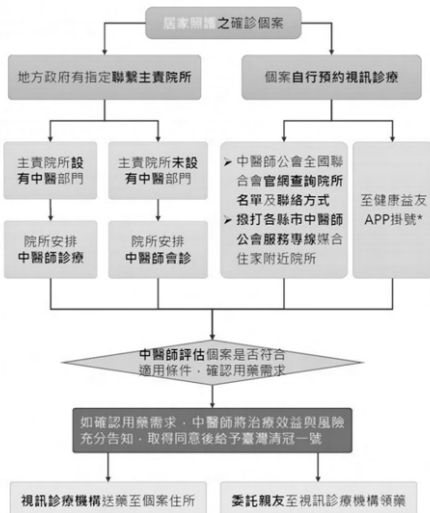 居家照護之確診個案
地方政府有指定聯繫主責院所
個案自行預約視訊診療
主責院所設
有中醫部門
主責院所未設
有中醫部門
➤ 中醫師公會全國聯
合會官網查詢院所
名單及聯絡方式
➤ 撥打各縣市中醫師
公會服務專線媒合
住家附近院所
至健康益友
APP掛號*
院所安排
中醫師診療
院所安排
中醫師會診
中醫師評估個案是否符合
適用條件，確認用藥需求
如確認用藥需求，中醫師將治療效益與風險
充分告知，取得同意後給予臺灣清冠一號
視訊診療機構送藥至個案住所
委託親友至視訊診療機構領藥